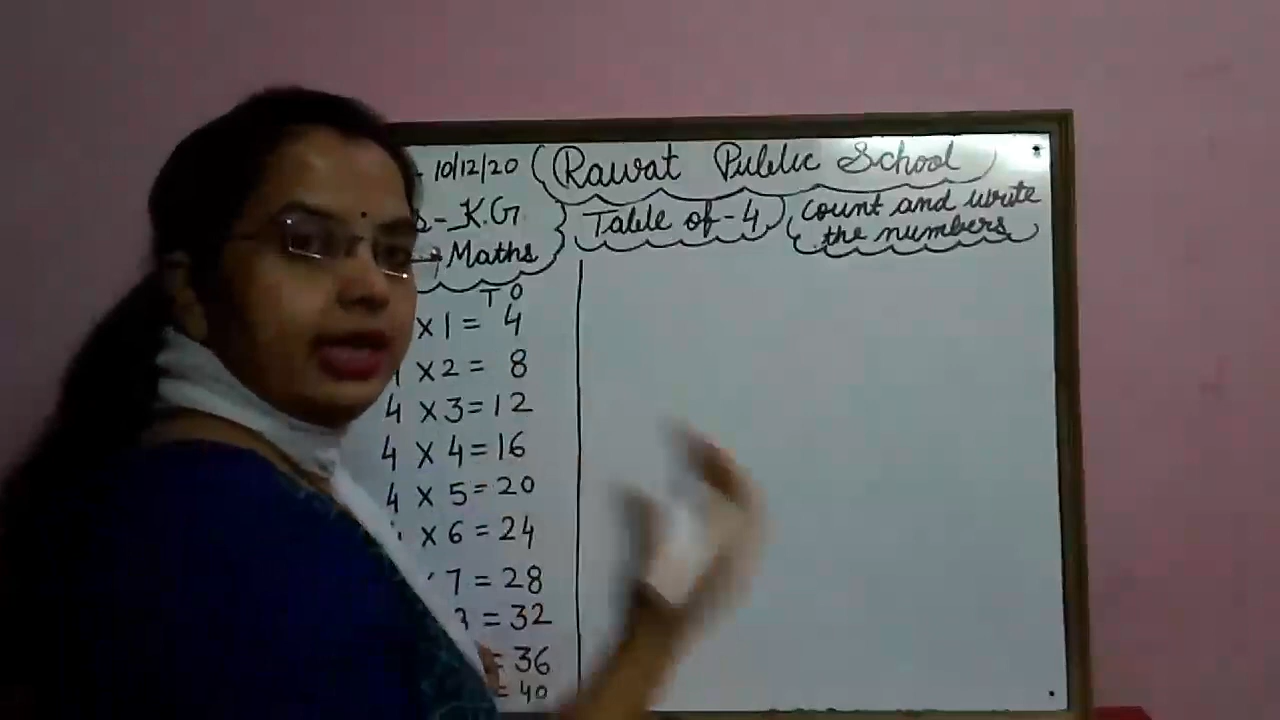 - 10/12/20 (Rawat Public School)
s-K.G
Table of-4
count and write
the numbers
→Maths
T O
x 1 = 4
x 2 = 8
4 x 3 = 12
4 x 4 = 16
4 x 5 = 20
x 6 = 24
7 = 28
= 32
= 36
= 40